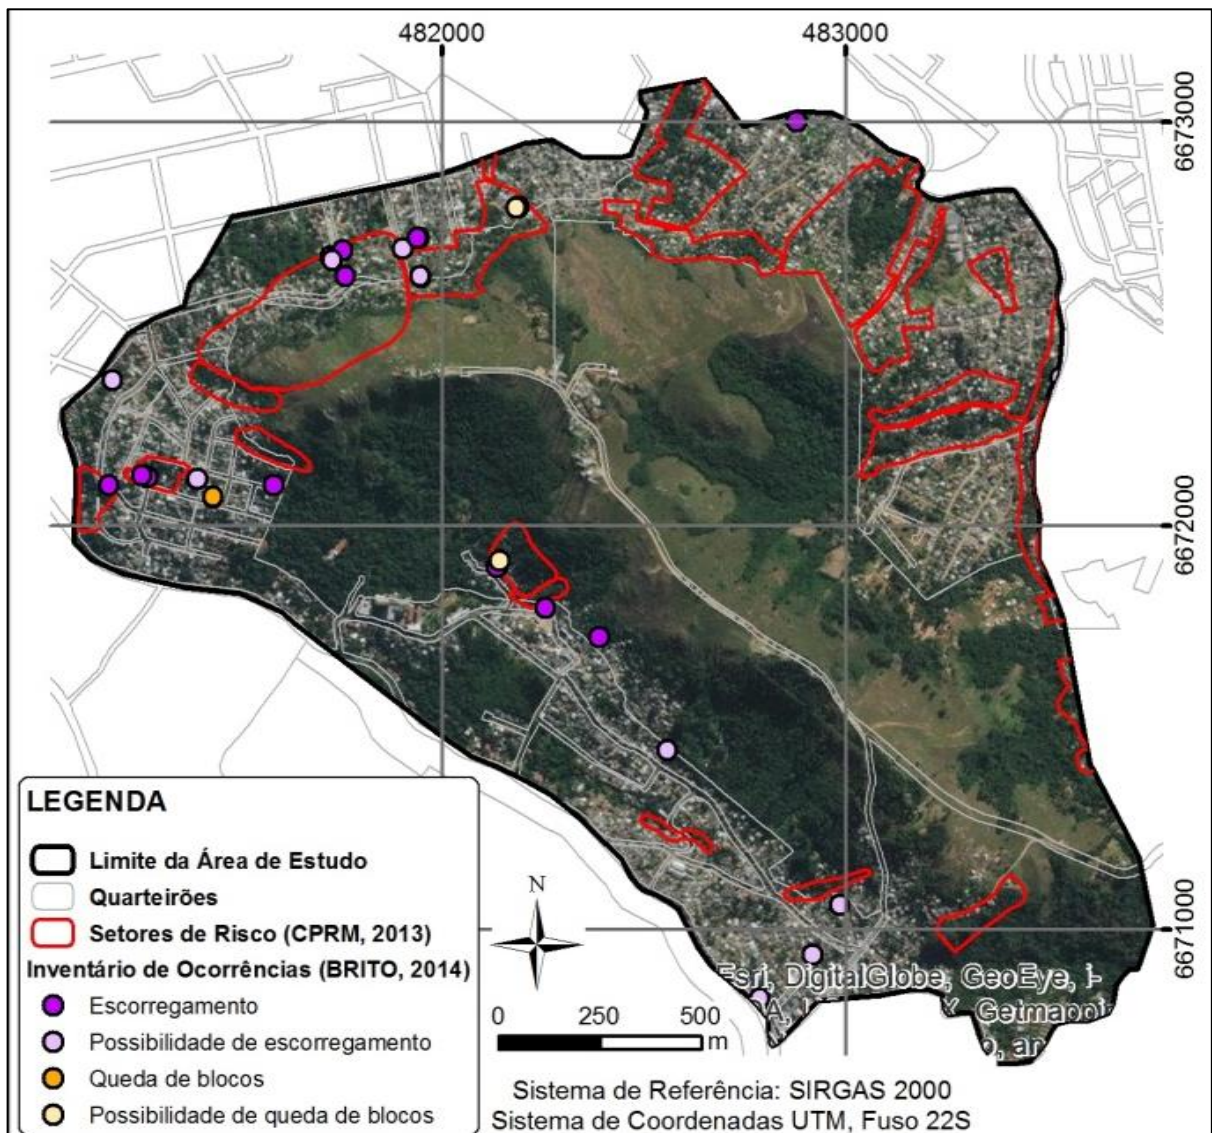 482000 483000
6673000
6672000
6671000
LEGENDA
Limite da Área de Estudo
Quarteirões
Setores de Risco (CPRM, 2013)
Inventário de Ocorrências (BRITO, 2014)
Escorregamento
Possibilidade de escorregamento
Queda de blocos
Possibilidade de queda de blocos
N
0 250 500
m
Esri, DigitalGlobe, GeoEye, i-
Sistema de Referência: SIRGAS 2000
Sistema de Coordenadas UTM, Fuso 22S